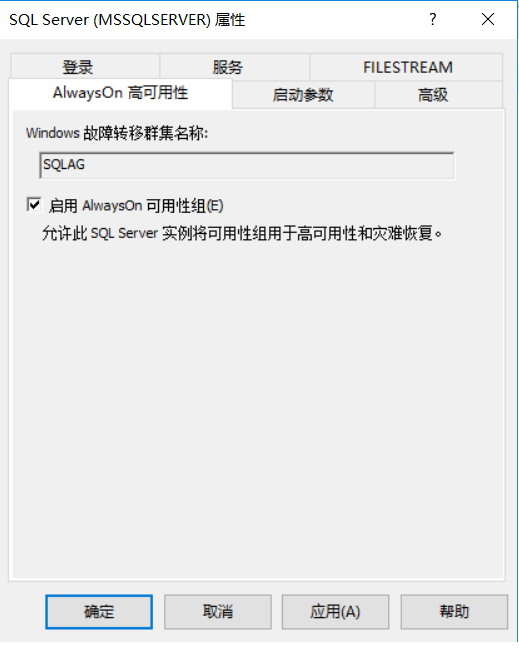 SQL Server (MSSQLSERVER) 属性
?
登录 服务 FILESTREAM
AlwaysOn 高可用性 启动参数 高级
Windows 故障转移群集名称:
SQLAG
启用 AlwaysOn 可用性组(E)
允许此 SQL Server 实例将可用性组用于高可用性和灾难恢复。
确定 取消 应用(A) 帮助